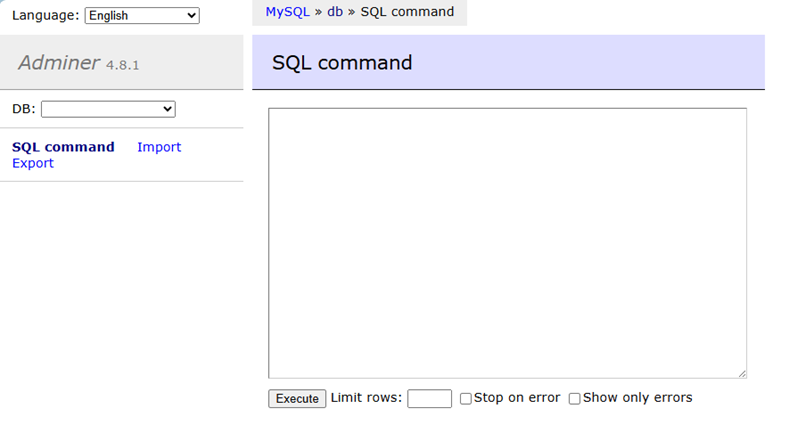 Language: English
Adminer 4.8.1
DB:
SQL command Import
Export
MySQL » db » SQL command
SQL command
Execute Limit rows: Stop on error Show only errors